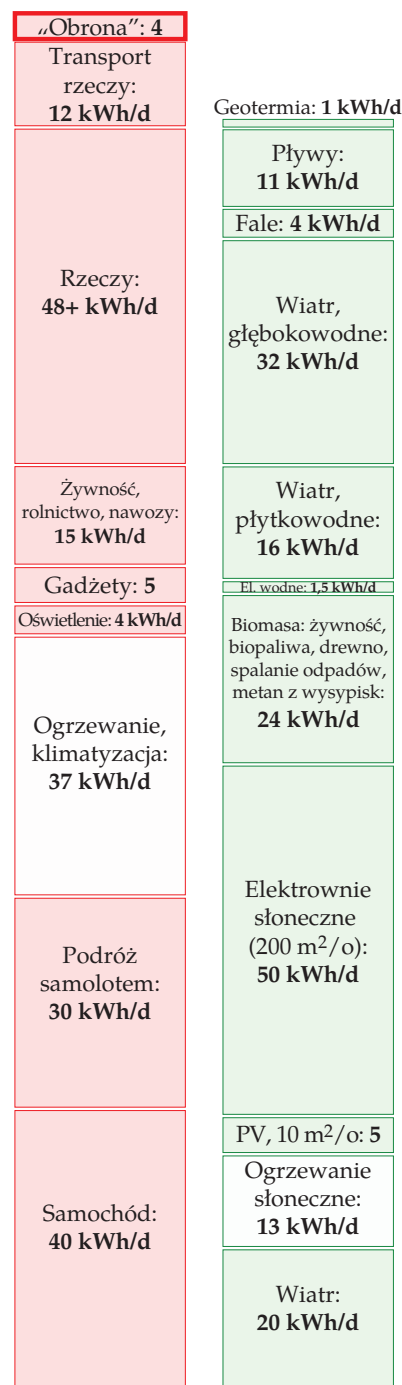 „Obrona”: 4
Transport
rzeczy:
12 kWh/d
Rzeczy:
48+ kWh/d
Żywność,
rolnictwo, nawozy:
15 kWh/d
Gadżety: 5
Oświetlenie: 4 kWh/d
Ogrzewanie,
klimatyzacja:
37 kWh/d
Podróż
samolotem:
30 kWh/d
Samochód:
40 kWh/d
Geotermia: 1 kWh/d
Pływy:
11 kWh/d
Fale: 4 kWh/d
Wiatr,
głębokowodne:
32 kWh/d
Wiatr,
płytkowodne:
16 kWh/d
El. wodne: 1,5 kWh/d
Biomasa: żywność,
biopaliwa, drewno,
spalanie odpadów,
metan z wysypisk:
24 kWh/d
Elektrownie
słoneczne
(200 m²/o):
50 kWh/d
PV, 10 m²/o: 5
Ogrzewanie
słoneczne:
13 kWh/d
Wiatr:
20 kWh/d